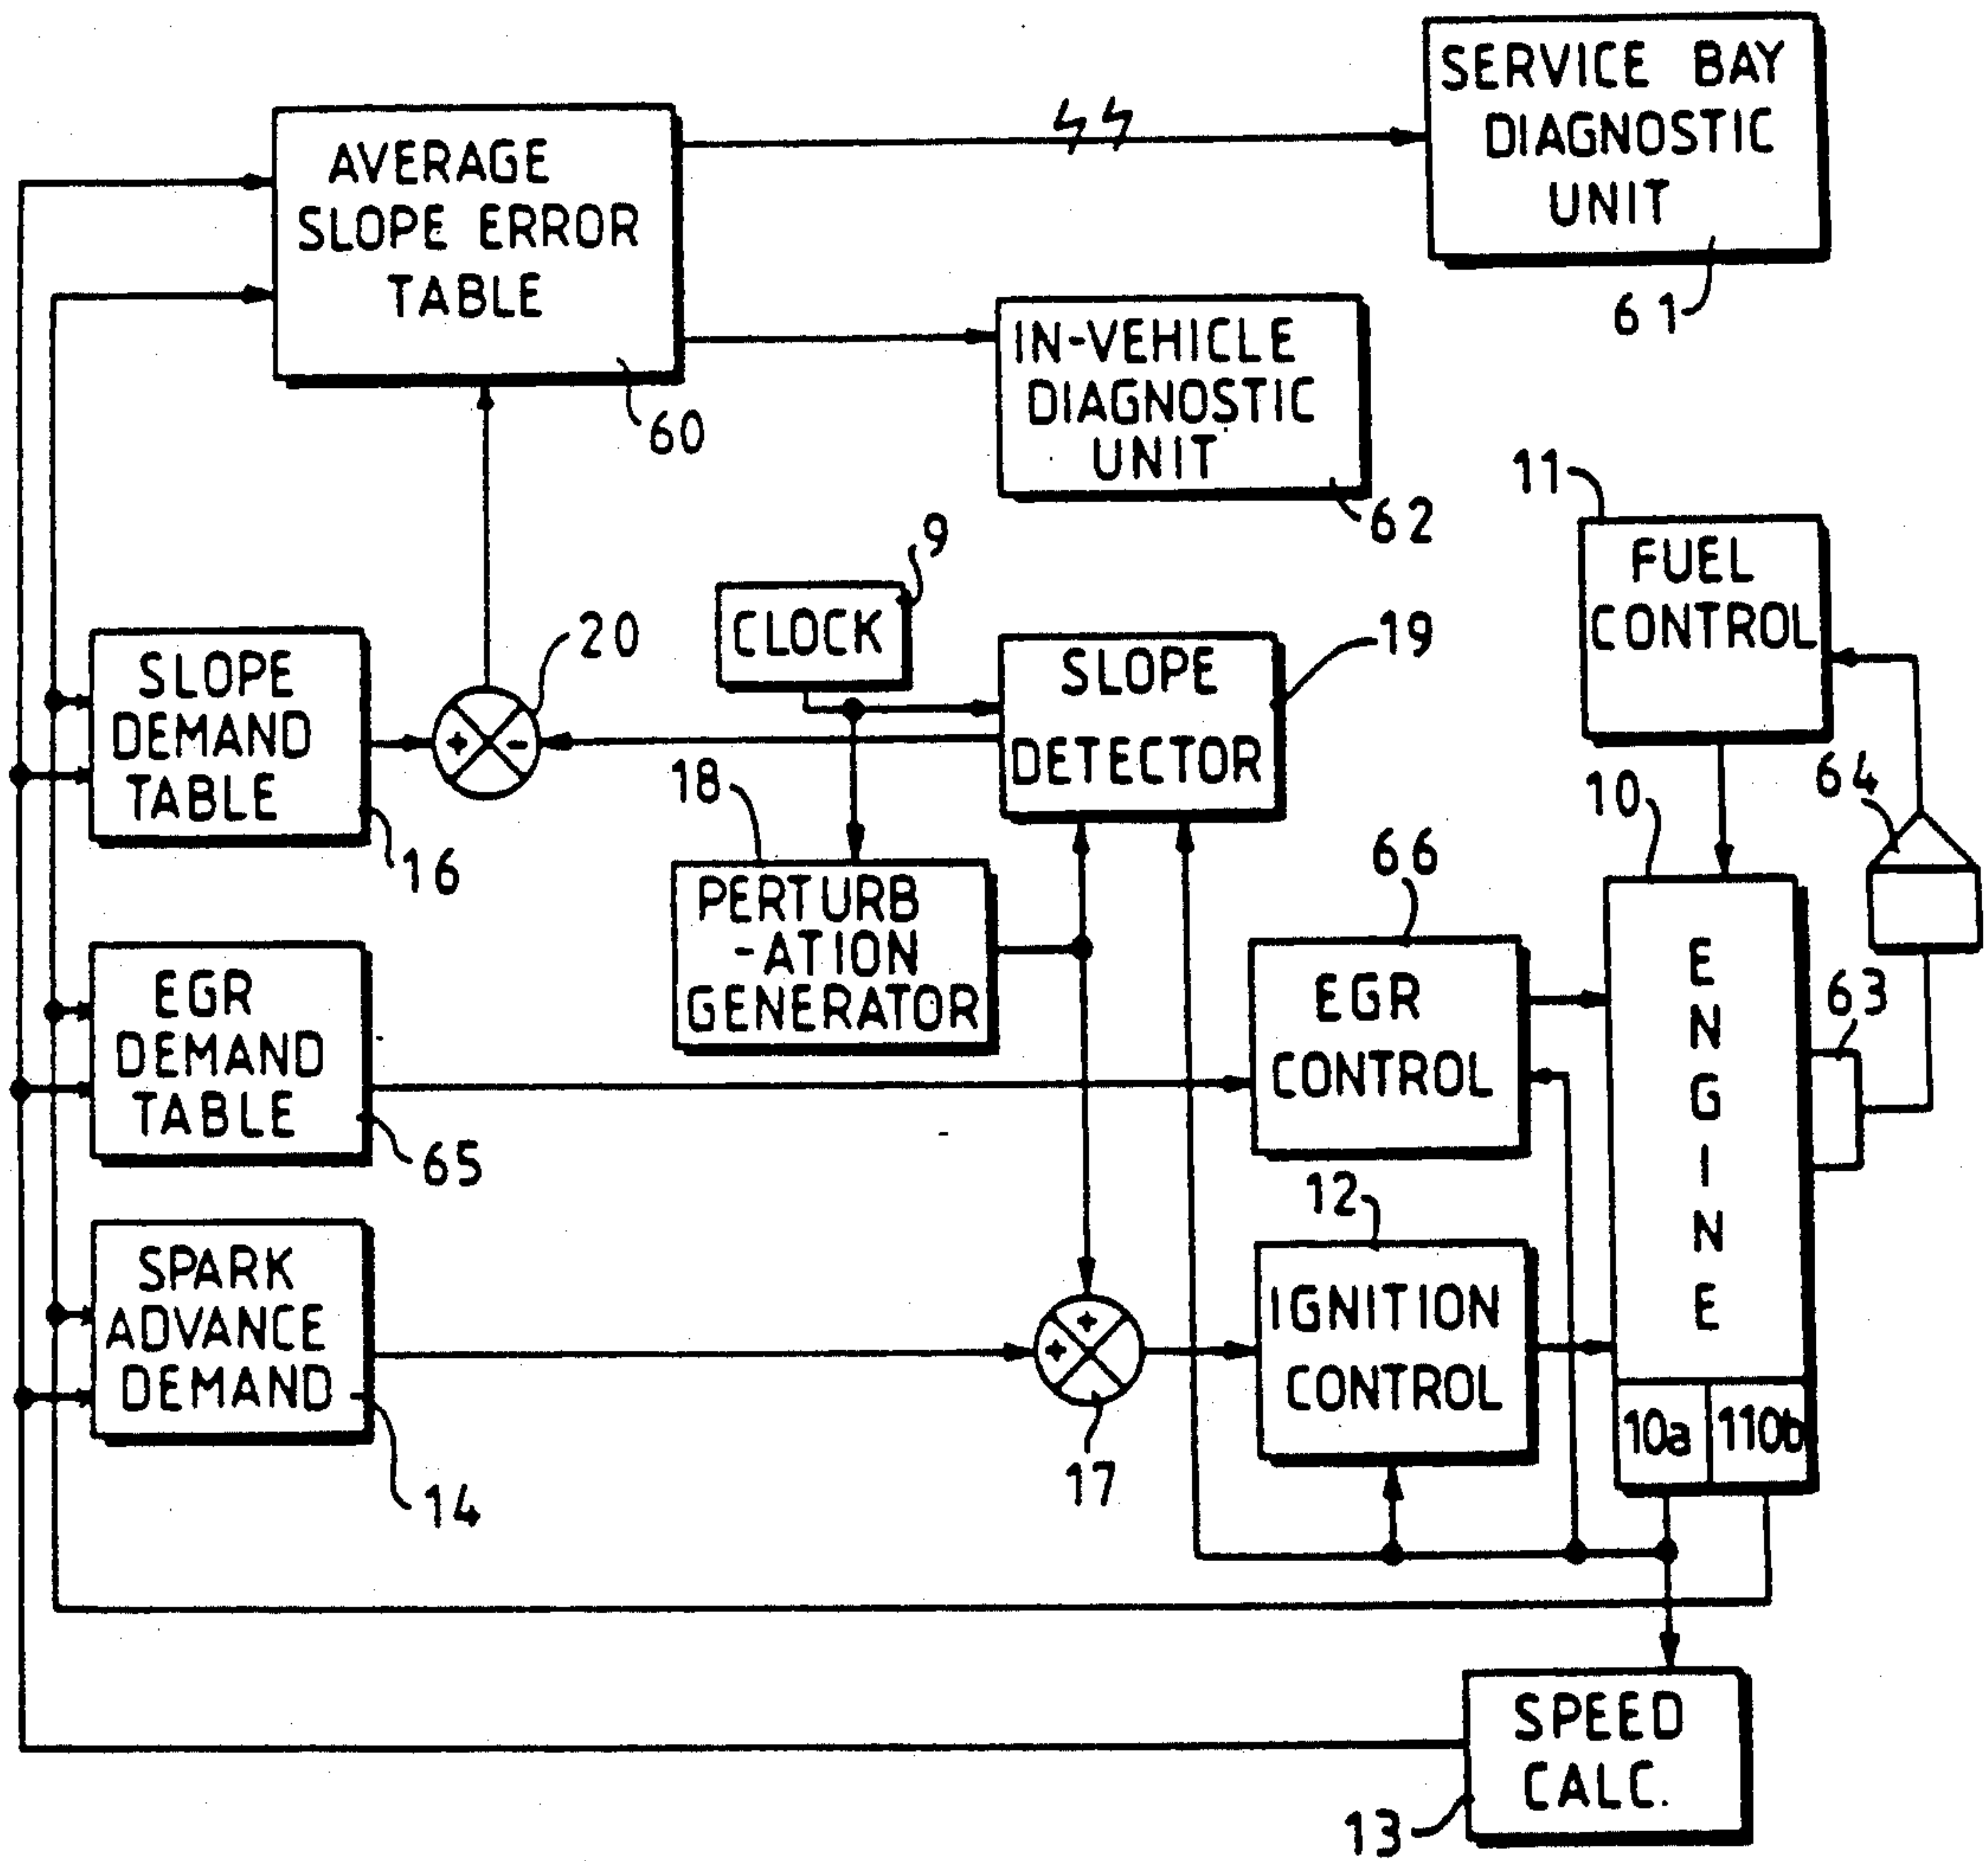 SERVICE BAY
DIAGNOSTIC
UNIT
61
AVERAGE
SLOPE ERROR
TABLE
60
IN-VEHICLE
DIAGNOSTIC
UNIT
62
11
FUEL
CONTROL
9
CLOCK
20
SLOPE
DETECTOR
19
SLOPE
DEMAND
TABLE
16
+
-
18
10
64
PERTURB
-ATION
GENERATOR
66
EGR
CONTROL
ENGINE
63
EGR
DEMAND
TABLE
65
12
SPARK
ADVANCE
DEMAND
14
+
+
17
IGNITION
CONTROL
10a
110b
SPEED
CALC.
13